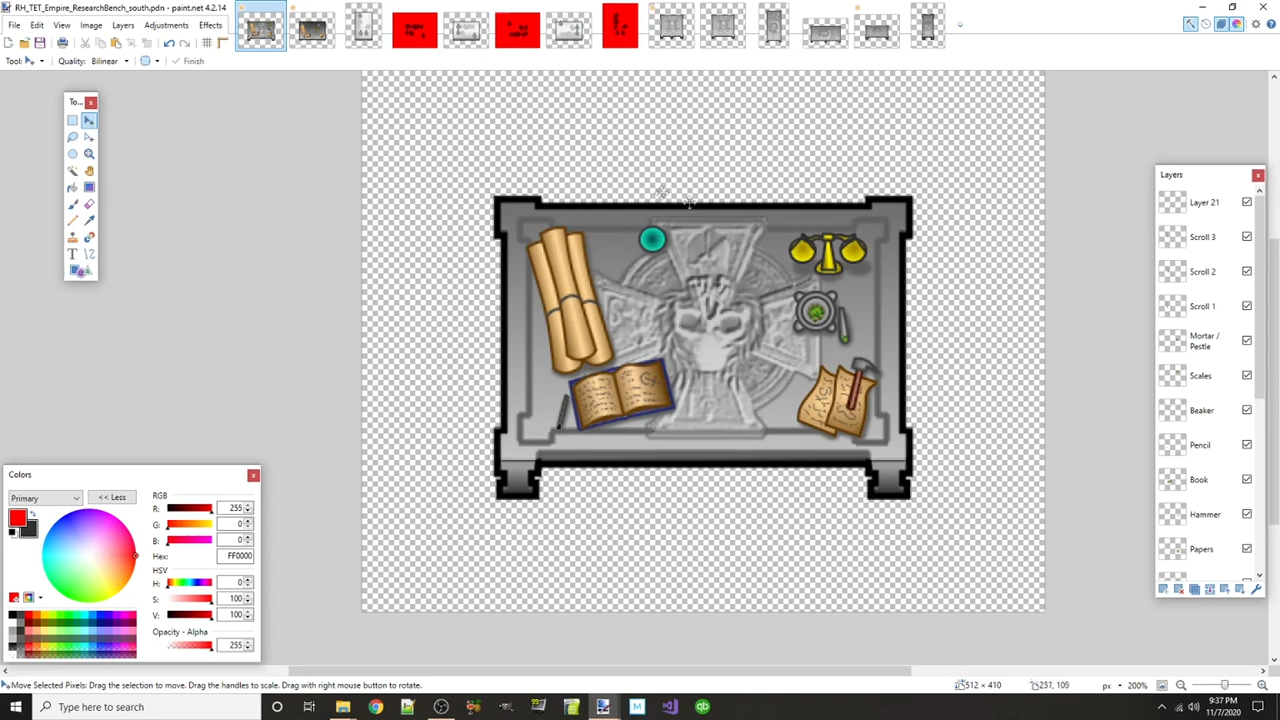 RH_TET_Empire_ResearchBench_south.pdn - paint.net 4.2.14
File Edit View Image Layers Adjustments Effects
Tool: Quality: Bilinear Finish
To...
Layers
Layer 21
Scroll 3
Scroll 2
Scroll 1
Mortar /
Pestle
Scales
Beaker
Pencil
Book
Hammer
Papers
Colors
Primary << Less
RGB
R: 255
G: 0
B: 0
Hex: FF0000
HSV
H: 0
S: 100
V: 100
Opacity - Alpha
255
Move Selected Pixels: Drag the selection to move. Drag the handles to scale. Drag with right mouse button to rotate. 512 × 410 237, 106 px 200%
Type here to search
9:37 PM
11/7/2020